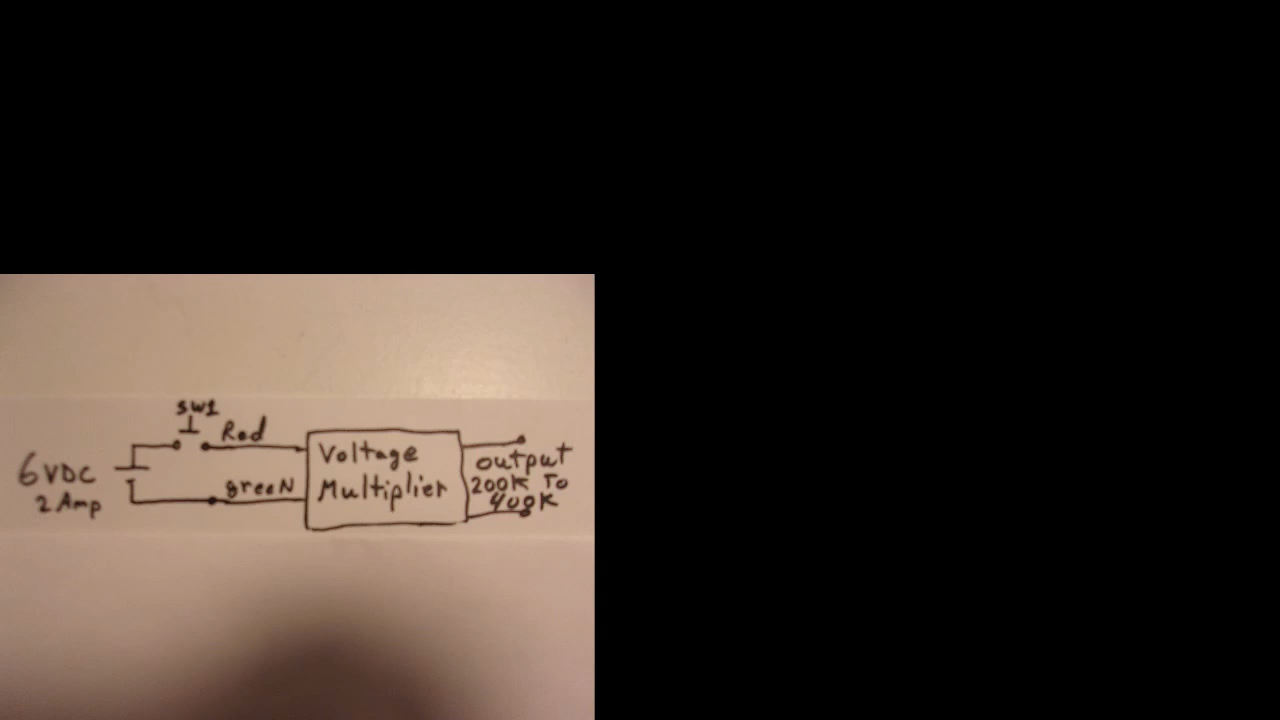 SW1
Red
6VDC
2 Amp
greeN
Voltage
Multiplier
output
200K To
400K